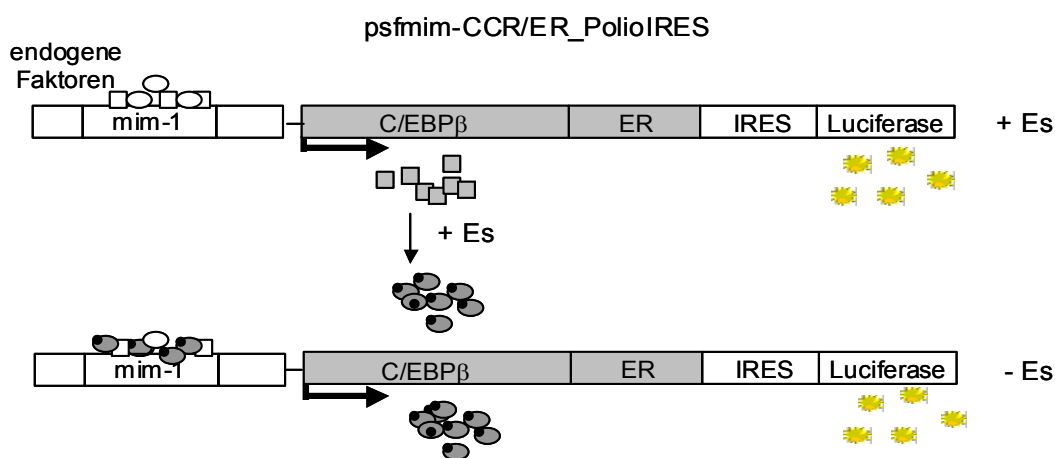 psfmim-CCR/ER_PolioIRES
endogene
Faktoren
mim-1 C/EBPβ ER IRES Luciferase + Es
+ Es
mim-1 C/EBPβ ER IRES Luciferase - Es